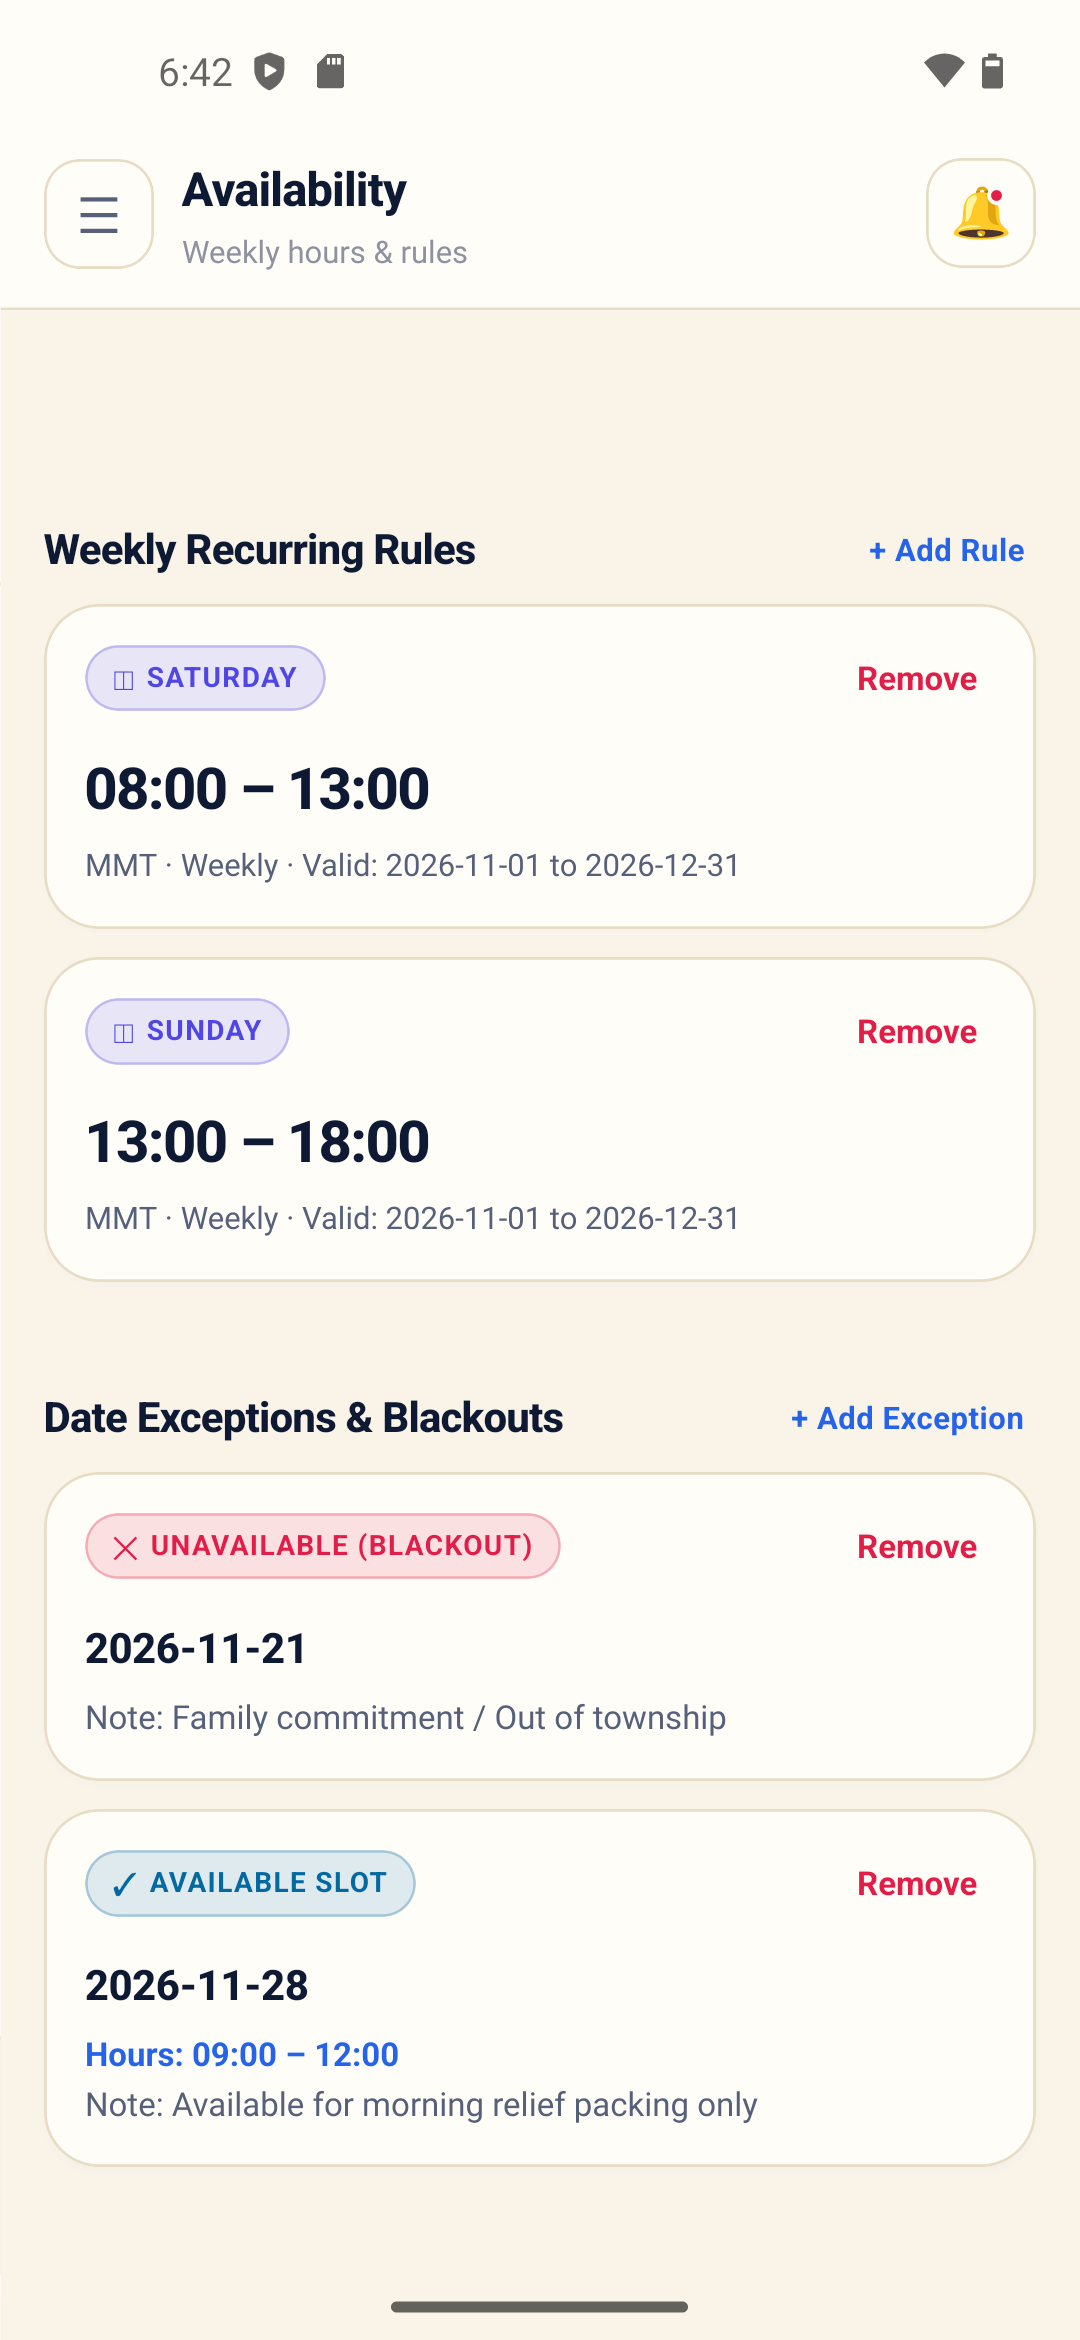 6:42
Availability
Weekly hours & rules
Weekly Recurring Rules
+ Add Rule
SATURDAY
Remove
08:00 – 13:00
MMT · Weekly · Valid: 2026-11-01 to 2026-12-31
SUNDAY
Remove
13:00 – 18:00
MMT · Weekly · Valid: 2026-11-01 to 2026-12-31
Date Exceptions & Blackouts
+ Add Exception
✕ UNAVAILABLE (BLACKOUT)
Remove
2026-11-21
Note: Family commitment / Out of township
✓ AVAILABLE SLOT
Remove
2026-11-28
Hours: 09:00 – 12:00
Note: Available for morning relief packing only